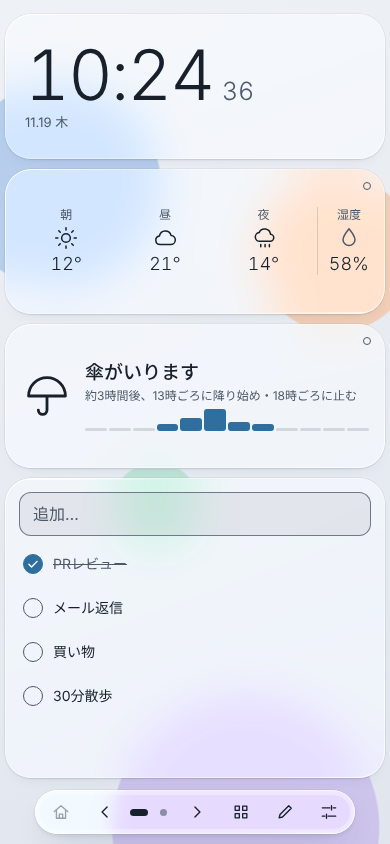 10:24 36
11.19 木
朝 昼 夜 湿度
12° 21° 14° 58%
傘がいります
約3時間後、13時ごろに降り始め・18時ごろに止む
追加...
PRレビュー
メール返信
買い物
30分散歩